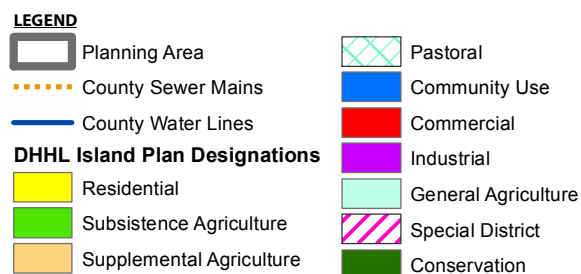 LEGEND
Planning Area
County Sewer Mains
County Water Lines
DHHL Island Plan Designations
Residential
Subsistence Agriculture
Supplemental Agriculture
Pastoral
Community Use
Commercial
Industrial
General Agriculture
Special District
Conservation